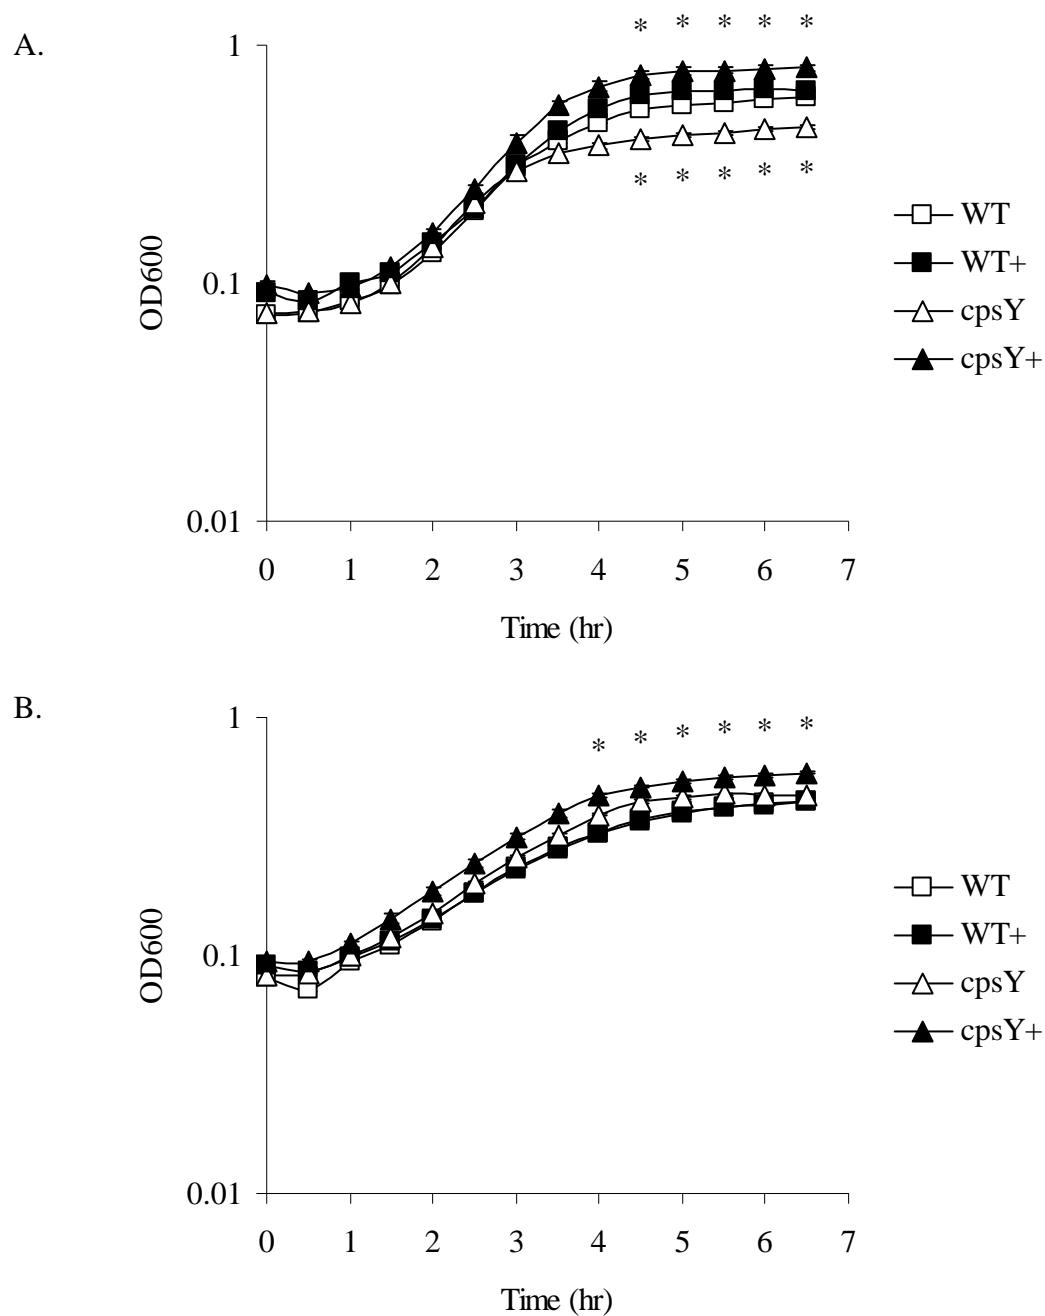 A.
* * * * *
1
* * * * *
WT
WT+
0.1
cpsY
cpsY+
OD600
0.01
0 1 2 3 4 5 6 7
Time (hr)
B.
1
* * * * * *
WT
WT+
0.1
cpsY
cpsY+
OD600
0.01
0 1 2 3 4 5 6 7
Time (hr)